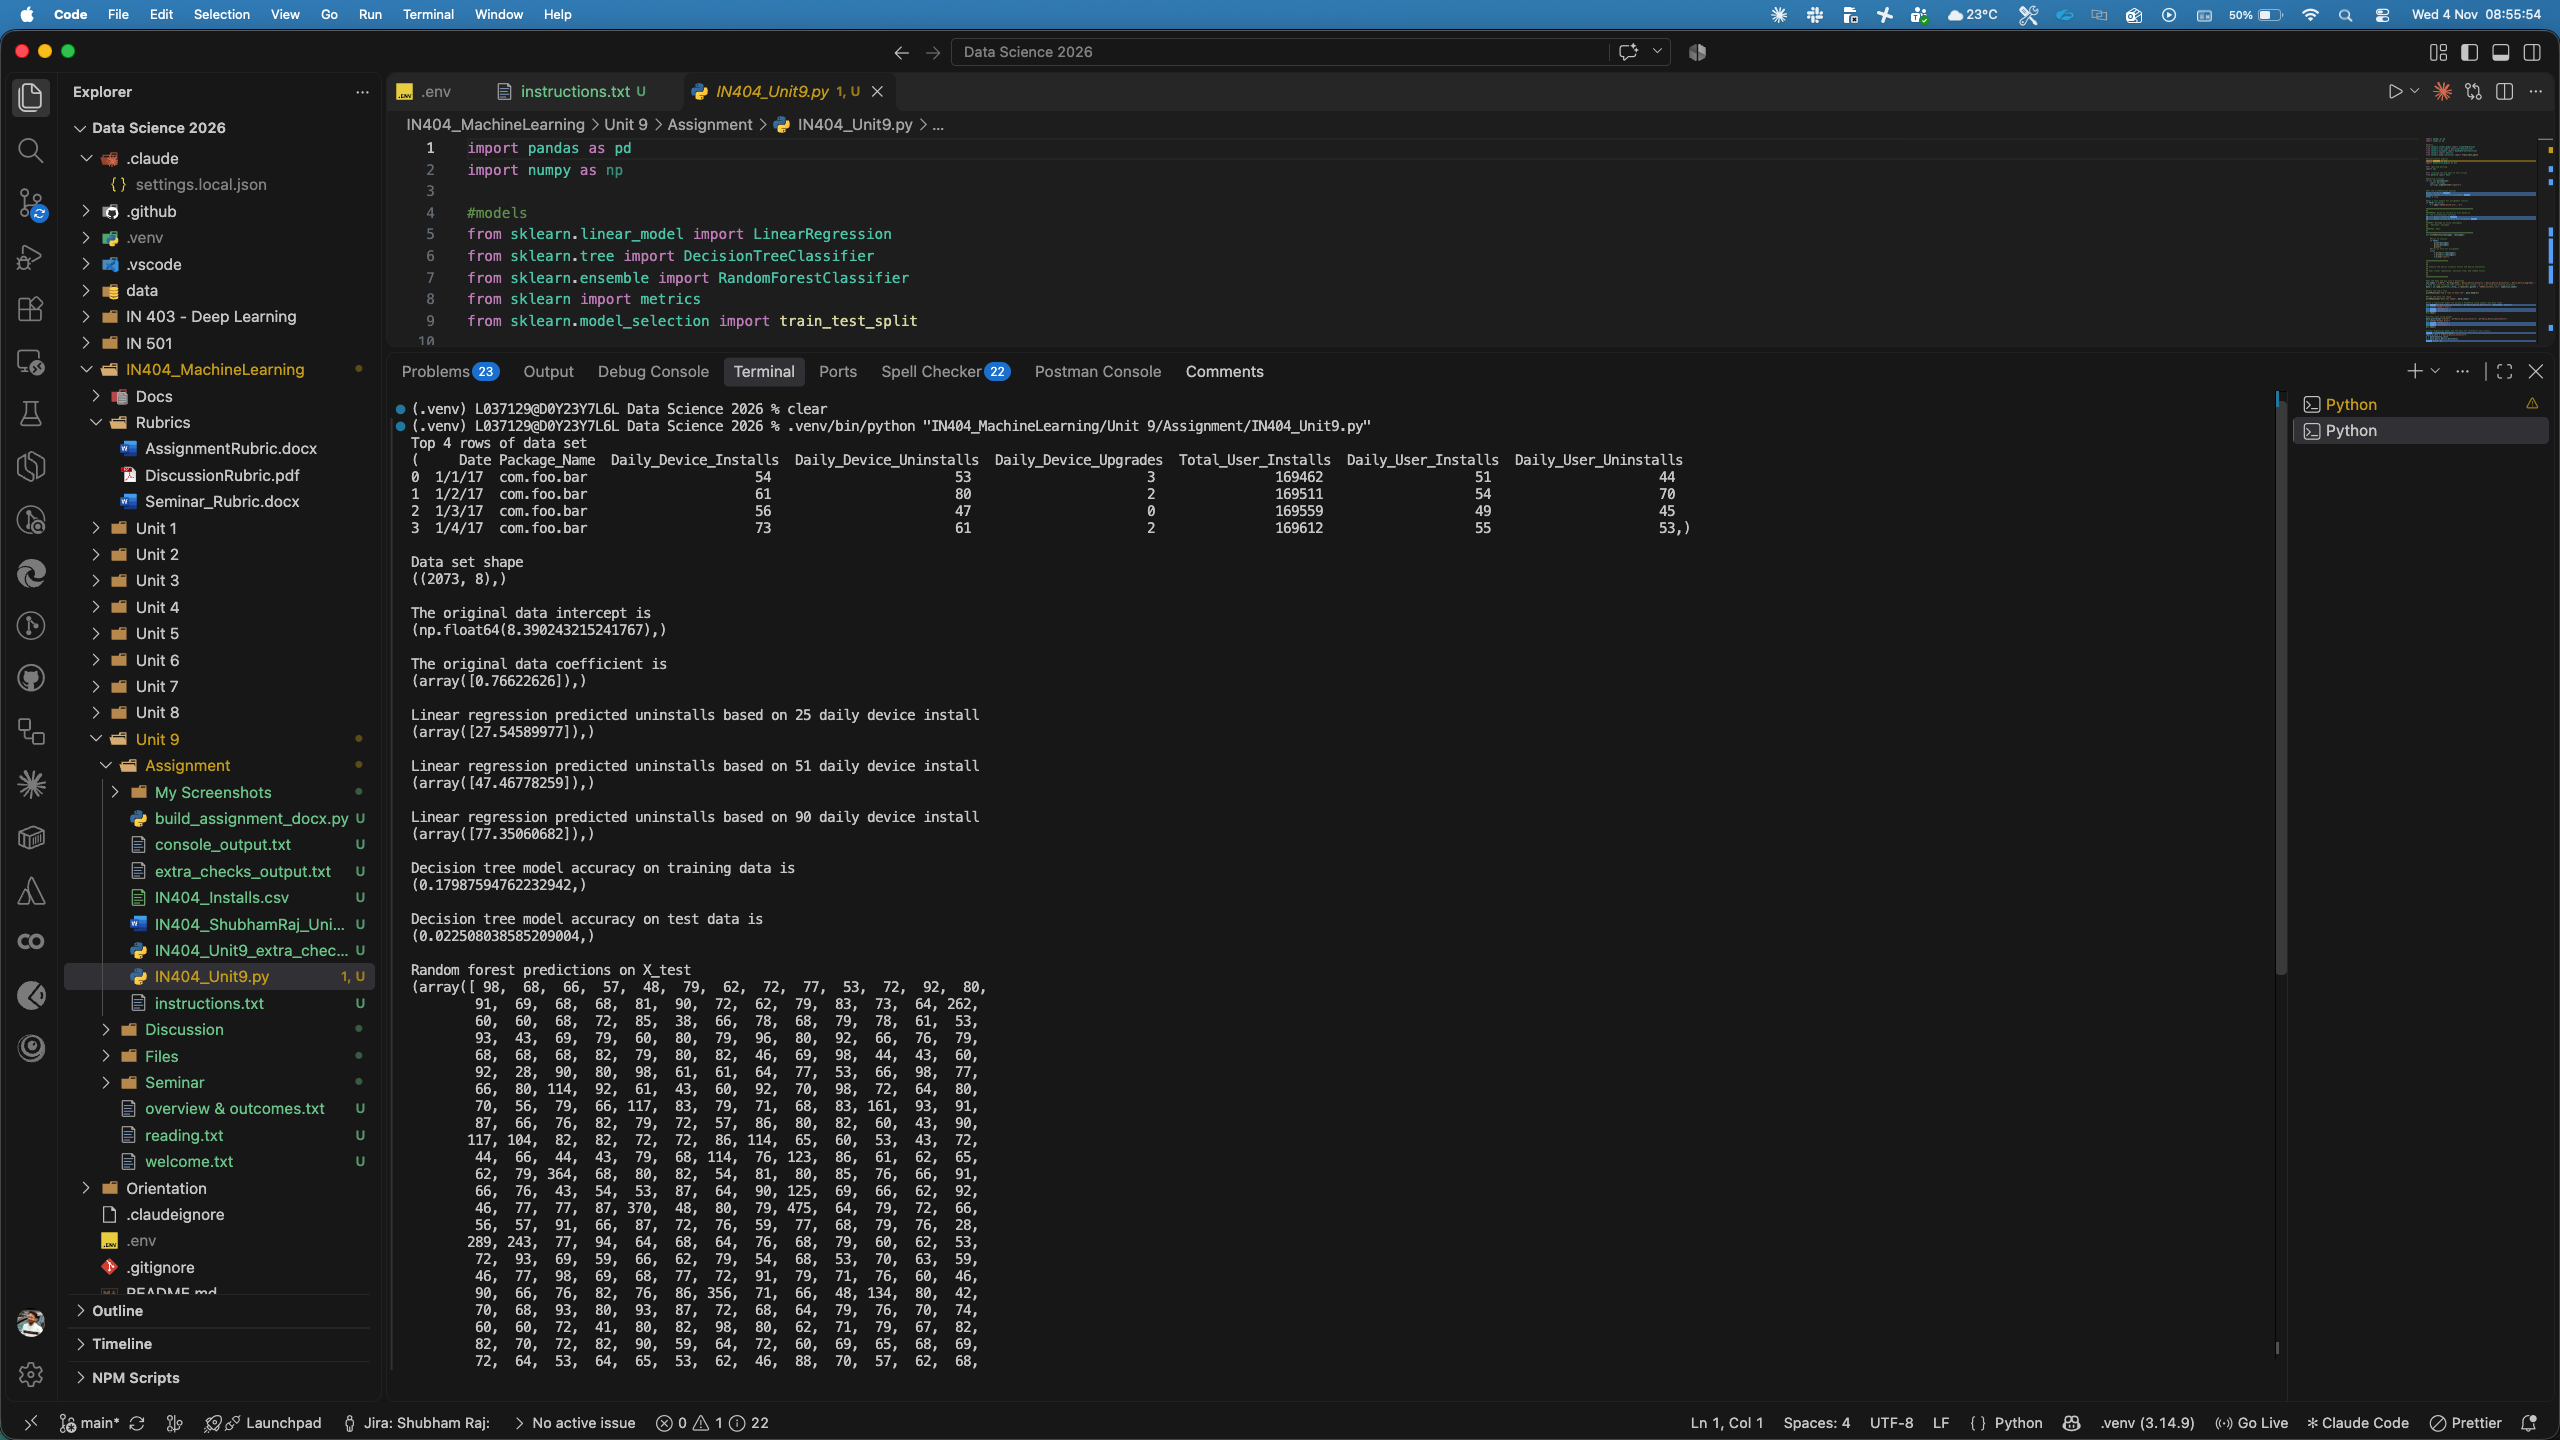 Code File Edit Selection View Go Run Terminal Window Help
23°C 50% Wed 4 Nov 08:55:54
Data Science 2026
Explorer
Data Science 2026
.claude
{} settings.local.json
.github
.venv
.vscode
data
IN 403 - Deep Learning
IN 501
IN404_MachineLearning
Docs
Rubrics
AssignmentRubric.docx
DiscussionRubric.pdf
Seminar_Rubric.docx
Unit 1
Unit 2
Unit 3
Unit 4
Unit 5
Unit 6
Unit 7
Unit 8
Unit 9
Assignment
My Screenshots
build_assignment_docx.py U
console_output.txt U
extra_checks_output.txt U
IN404_Installs.csv U
IN404_ShubhamRaj_Uni... U
IN404_Unit9_extra_chec... U
IN404_Unit9.py 1, U
instructions.txt U
Discussion
Files
Seminar
overview & outcomes.txt U
reading.txt U
welcome.txt U
Orientation
.claudeignore
.env
.gitignore
README.md
Outline
Timeline
NPM Scripts
.env instructions.txt U IN404_Unit9.py 1, U
IN404_MachineLearning > Unit 9 > Assignment > IN404_Unit9.py > ...
1 import pandas as pd
2 import numpy as np
3
4 #models
5 from sklearn.linear_model import LinearRegression
6 from sklearn.tree import DecisionTreeClassifier
7 from sklearn.ensemble import RandomForestClassifier
8 from sklearn import metrics
9 from sklearn.model_selection import train_test_split
10
Problems 23 Output Debug Console Terminal Ports Spell Checker 22 Postman Console Comments
(.venv) L037129@D0Y23Y7L6L Data Science 2026 % clear
(.venv) L037129@D0Y23Y7L6L Data Science 2026 % .venv/bin/python "IN404_MachineLearning/Unit 9/Assignment/IN404_Unit9.py"
Top 4 rows of data set
( Date Package_Name Daily_Device_Installs Daily_Device_Uninstalls Daily_Device_Upgrades Total_User_Installs Daily_User_Installs Daily_User_Uninstalls
0 1/1/17 com.foo.bar 54 53 3 169462 51 44
1 1/2/17 com.foo.bar 61 80 2 169511 54 70
2 1/3/17 com.foo.bar 56 47 0 169559 49 45
3 1/4/17 com.foo.bar 73 61 2 169612 55 53,)
Data set shape
((2073, 8),)
The original data intercept is
(np.float64(8.390243215241767),)
The original data coefficient is
(array([0.76622626]),)
Linear regression predicted uninstalls based on 25 daily device install
(array([27.54589977]),)
Linear regression predicted uninstalls based on 51 daily device install
(array([47.46778259]),)
Linear regression predicted uninstalls based on 90 daily device install
(array([77.35060682]),)
Decision tree model accuracy on training data is
(0.17987594762232942,)
Decision tree model accuracy on test data is
(0.022508038585209004,)
Random forest predictions on X_test
(array([ 98, 68, 66, 57, 48, 79, 62, 72, 77, 53, 72, 92, 80,
91, 69, 68, 68, 81, 90, 72, 62, 79, 83, 73, 64, 262,
60, 60, 68, 72, 85, 38, 66, 78, 68, 79, 78, 61, 53,
93, 43, 69, 79, 60, 80, 79, 96, 80, 92, 66, 76, 79,
68, 68, 68, 82, 79, 80, 82, 46, 69, 98, 44, 43, 60,
92, 28, 90, 80, 98, 61, 61, 64, 77, 53, 66, 98, 77,
66, 80, 114, 92, 61, 43, 60, 92, 70, 98, 72, 64, 80,
70, 56, 79, 66, 117, 83, 79, 71, 68, 83, 161, 93, 91,
87, 66, 76, 82, 79, 72, 57, 86, 80, 82, 60, 43, 90,
117, 104, 82, 82, 72, 72, 86, 114, 65, 60, 53, 43, 72,
44, 66, 44, 43, 79, 68, 114, 76, 123, 86, 61, 62, 65,
62, 79, 364, 68, 80, 82, 54, 81, 80, 85, 76, 66, 91,
66, 76, 43, 54, 53, 87, 64, 90, 125, 69, 66, 62, 92,
46, 77, 77, 87, 370, 48, 80, 79, 475, 64, 79, 72, 66,
56, 57, 91, 66, 87, 72, 76, 59, 77, 68, 79, 76, 28,
289, 243, 77, 94, 64, 68, 64, 76, 68, 79, 60, 62, 53,
72, 93, 69, 59, 66, 62, 79, 54, 68, 53, 70, 63, 59,
46, 77, 98, 69, 68, 77, 72, 91, 79, 71, 76, 60, 46,
90, 66, 76, 82, 76, 86, 356, 71, 66, 48, 134, 80, 42,
70, 68, 93, 80, 93, 87, 72, 68, 64, 79, 76, 70, 74,
60, 60, 72, 41, 80, 82, 98, 80, 62, 71, 79, 67, 82,
82, 70, 72, 82, 90, 59, 64, 72, 60, 69, 65, 68, 69,
72, 64, 53, 64, 65, 53, 62, 46, 88, 70, 57, 62, 68,
Python
Python
main* Launchpad Jira: Shubham Raj: > No active issue 0 1 22
Ln 1, Col 1 Spaces: 4 UTF-8 LF {} Python .venv (3.14.9) Go Live Claude Code Prettier